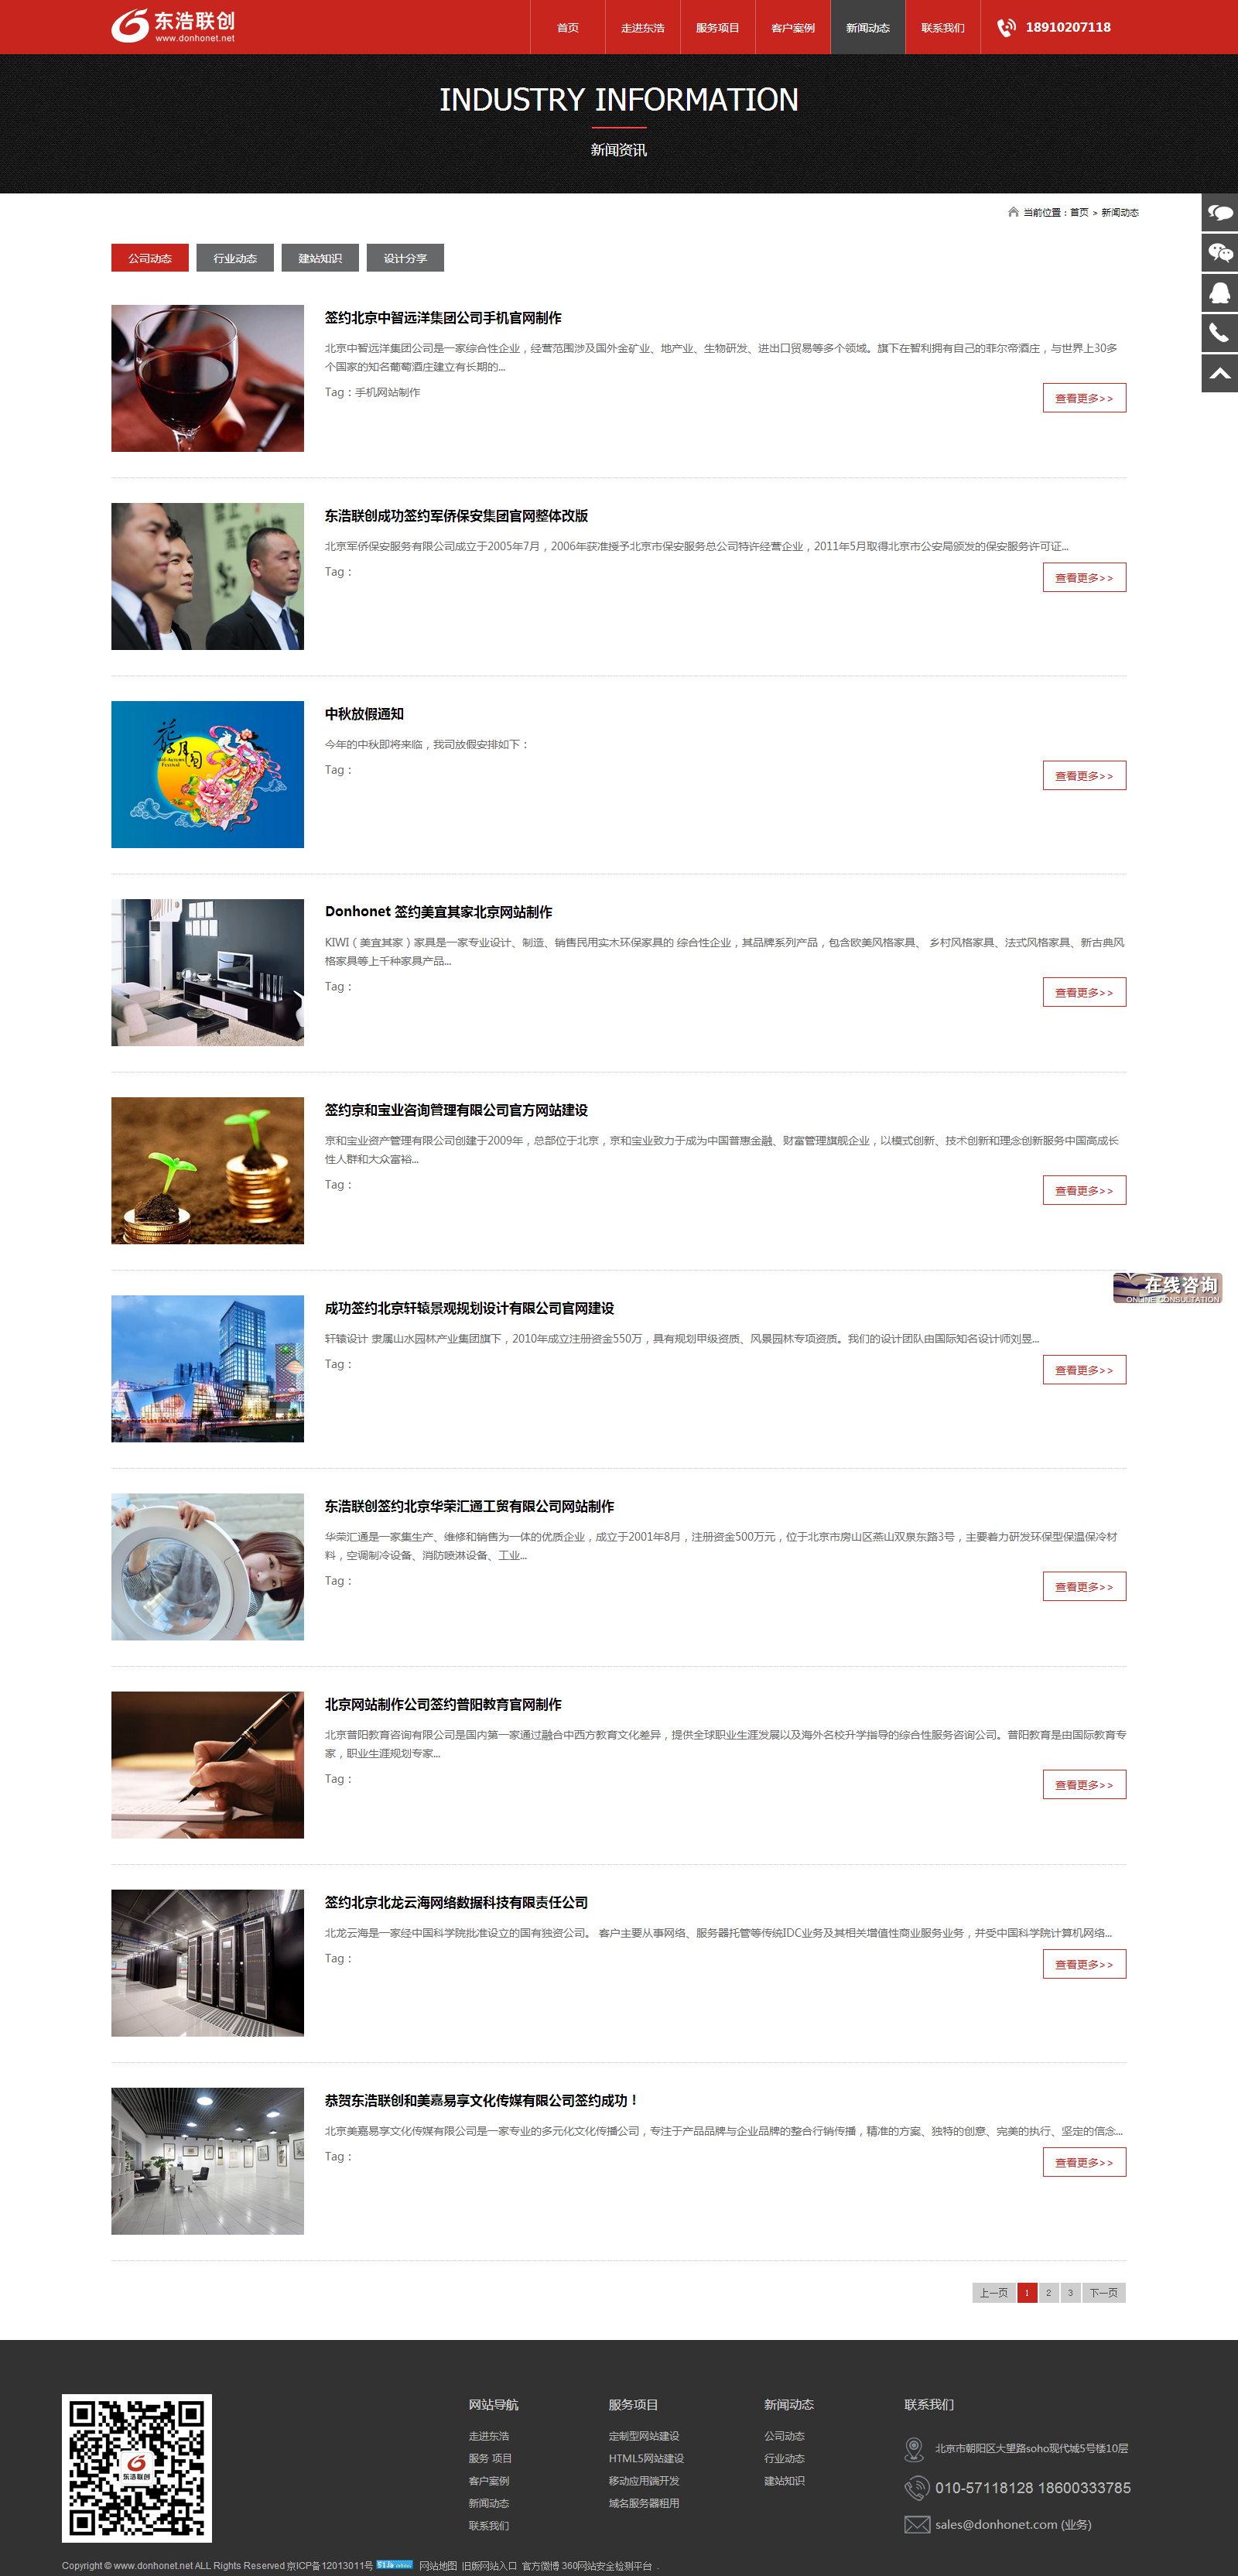 东浩联创
www.donhonet.net
首页
走进东浩
服务项目
客户案例
新闻动态
联系我们
18910207118
INDUSTRY INFORMATION
新闻资讯
当前位置：首页 > 新闻动态
公司动态
行业动态
建站知识
设计分享
签约北京中智远洋集团公司手机官网制作
北京中智远洋集团公司是一家综合性企业，经营范围涉及国外金矿业、地产业、生物研发、进出口贸易等多个领域。旗下在智利拥有自己的菲尔帝酒庄，与世界上30多
个国家的知名葡萄酒庄建立有长期的...
Tag：手机网站制作
查看更多>>
东浩联创成功签约军侨保安集团官网整体改版
北京军侨保安服务有限公司成立于2005年7月，2006年获准授予北京市保安服务总公司特许经营企业，2011年5月取得北京市公安局颁发的保安服务许可证...
Tag：
查看更多>>
花好月圆
Mid-Autumn
Festival
中秋放假通知
今年的中秋即将来临，我司放假安排如下：
Tag：
查看更多>>
Donhonet 签约美宜其家北京网站制作
KIWI（美宜其家）家具是一家专业设计、制造、销售民用实木环保家具的 综合性企业，其品牌系列产品，包含欧美风格家具、 乡村风格家具、法式风格家具、新古典风
格家具等上千种家具产品...
Tag：
查看更多>>
签约京和宝业咨询管理有限公司官方网站建设
京和宝业资产管理有限公司创建于2009年，总部位于北京，京和宝业致力于成为中国普惠金融、财富管理旗舰企业，以模式创新、技术创新和理念创新服务中国高成长
性人群和大众富裕...
Tag：
查看更多>>
在线咨询
ONLINE CONSULTATION
成功签约北京轩辕景观规划设计有限公司官网建设
轩辕设计 隶属山水园林产业集团旗下，2010年成立注册资金550万，具有规划甲级资质、风景园林专项资质。我们的设计团队由国际知名设计师刘昱...
Tag：
查看更多>>
东浩联创签约北京华荣汇通工贸有限公司网站制作
华荣汇通是一家集生产、维修和销售为一体的优质企业，成立于2001年8月，注册资金500万元，位于北京市房山区燕山双泉东路3号，主要着力研发环保型保温保冷材
料，空调制冷设备、消防喷淋设备、工业...
Tag：
查看更多>>
北京网站制作公司签约普阳教育官网制作
北京普阳教育咨询有限公司是国内第一家通过融合中西方教育文化差异，提供全球职业生涯发展以及海外名校升学指导的综合性服务咨询公司。普阳教育是由国际教育专
家，职业生涯规划专家...
Tag：
查看更多>>
签约北京北龙云海网络数据科技有限责任公司
北龙云海是一家经中国科学院批准设立的国有独资公司。 客户主要从事网络、服务器托管等传统IDC业务及其相关增值性商业服务业务，并受中国科学院计算机网络...
Tag：
查看更多>>
恭贺东浩联创和美嘉易享文化传媒有限公司签约成功！
北京美嘉易享文化传媒有限公司是一家专业的多元化文化传播公司，专注于产品品牌与企业品牌的整合行销传播，精准的方案、独特的创意、完美的执行、坚定的信念...
Tag：
查看更多>>
上一页 1 2 3 下一页
东浩联创
网站导航
走进东浩
服务 项目
客户案例
新闻动态
联系我们
服务项目
定制型网站建设
HTML5网站建设
移动应用端开发
域名服务器租用
新闻动态
公司动态
行业动态
建站知识
联系我们
北京市朝阳区大望路soho现代城5号楼10层
010-57118128 18600333785
sales@donhonet.com (业务)
Copyright © www.donhonet.net ALL Rights Reserved 京ICP备12013011号 51La 网站地图 旧版网站入口 官方微博 360网站安全检测平台 .